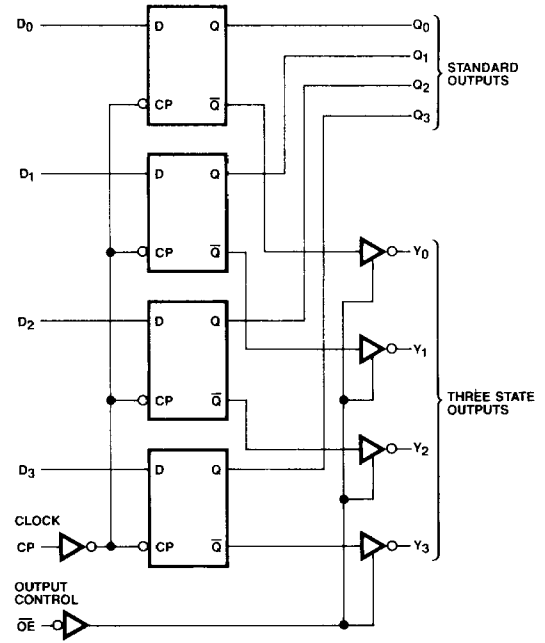 D0 D Q Q0
Q1
STANDARD
OUTPUTS
Q2
CP Q̅ Q3
D1 D Q
CP Q̅ Y0
D2 D Q
Y1
THREE STATE
OUTPUTS
CP Q̅
Y2
D3 D Q
CLOCK
CP CP Q̅ Y3
OUTPUT
CONTROL
O̅E̅